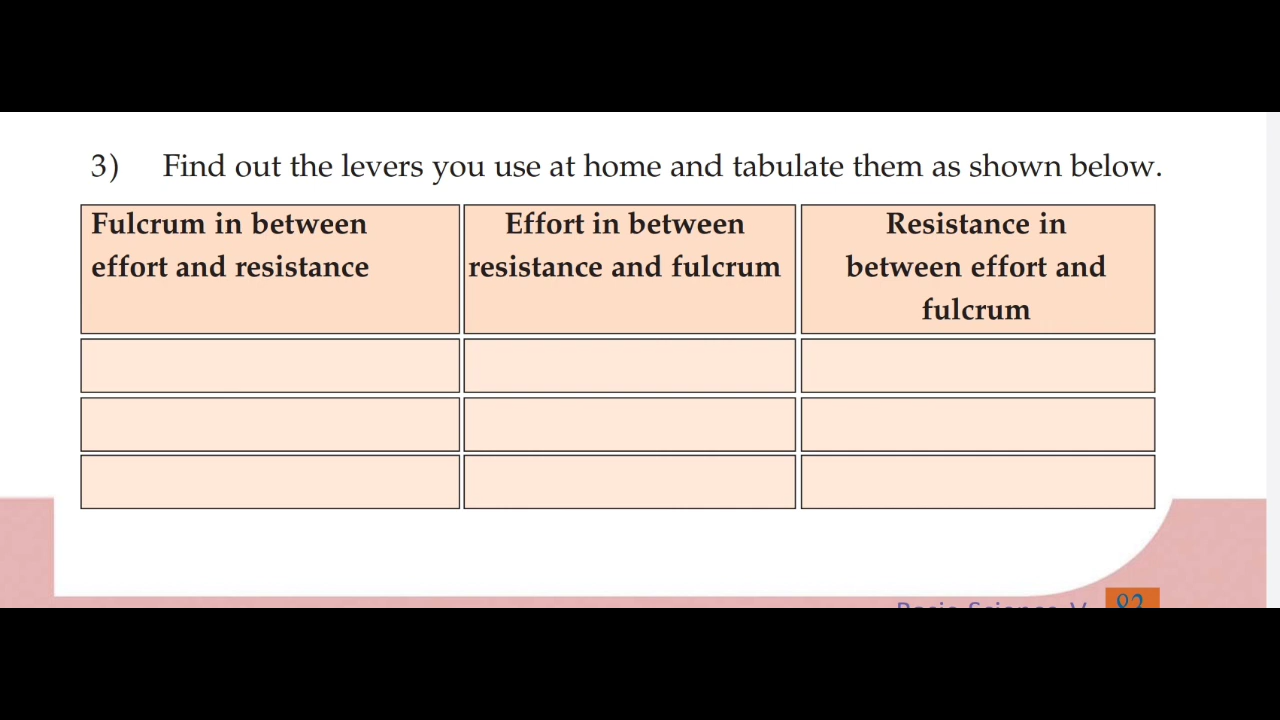 3) Find out the levers you use at home and tabulate them as shown below.
Fulcrum in between
effort and resistance
Effort in between
resistance and fulcrum
Resistance in
between effort and
fulcrum